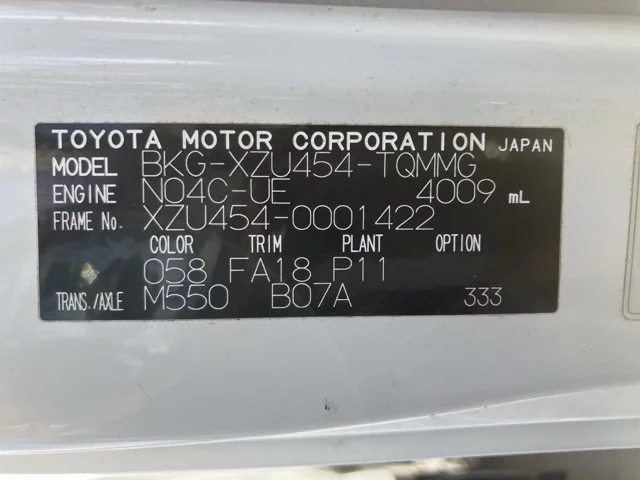 TOYOTA MOTOR CORPORATION JAPAN
MODEL BKG-XZU454-TQMMG
ENGINE N04C-UE 4009 mL
FRAME No. XZU454-0001422
COLOR TRIM PLANT OPTION
058 FA18 P11
TRANS./AXLE M550 B07A 333